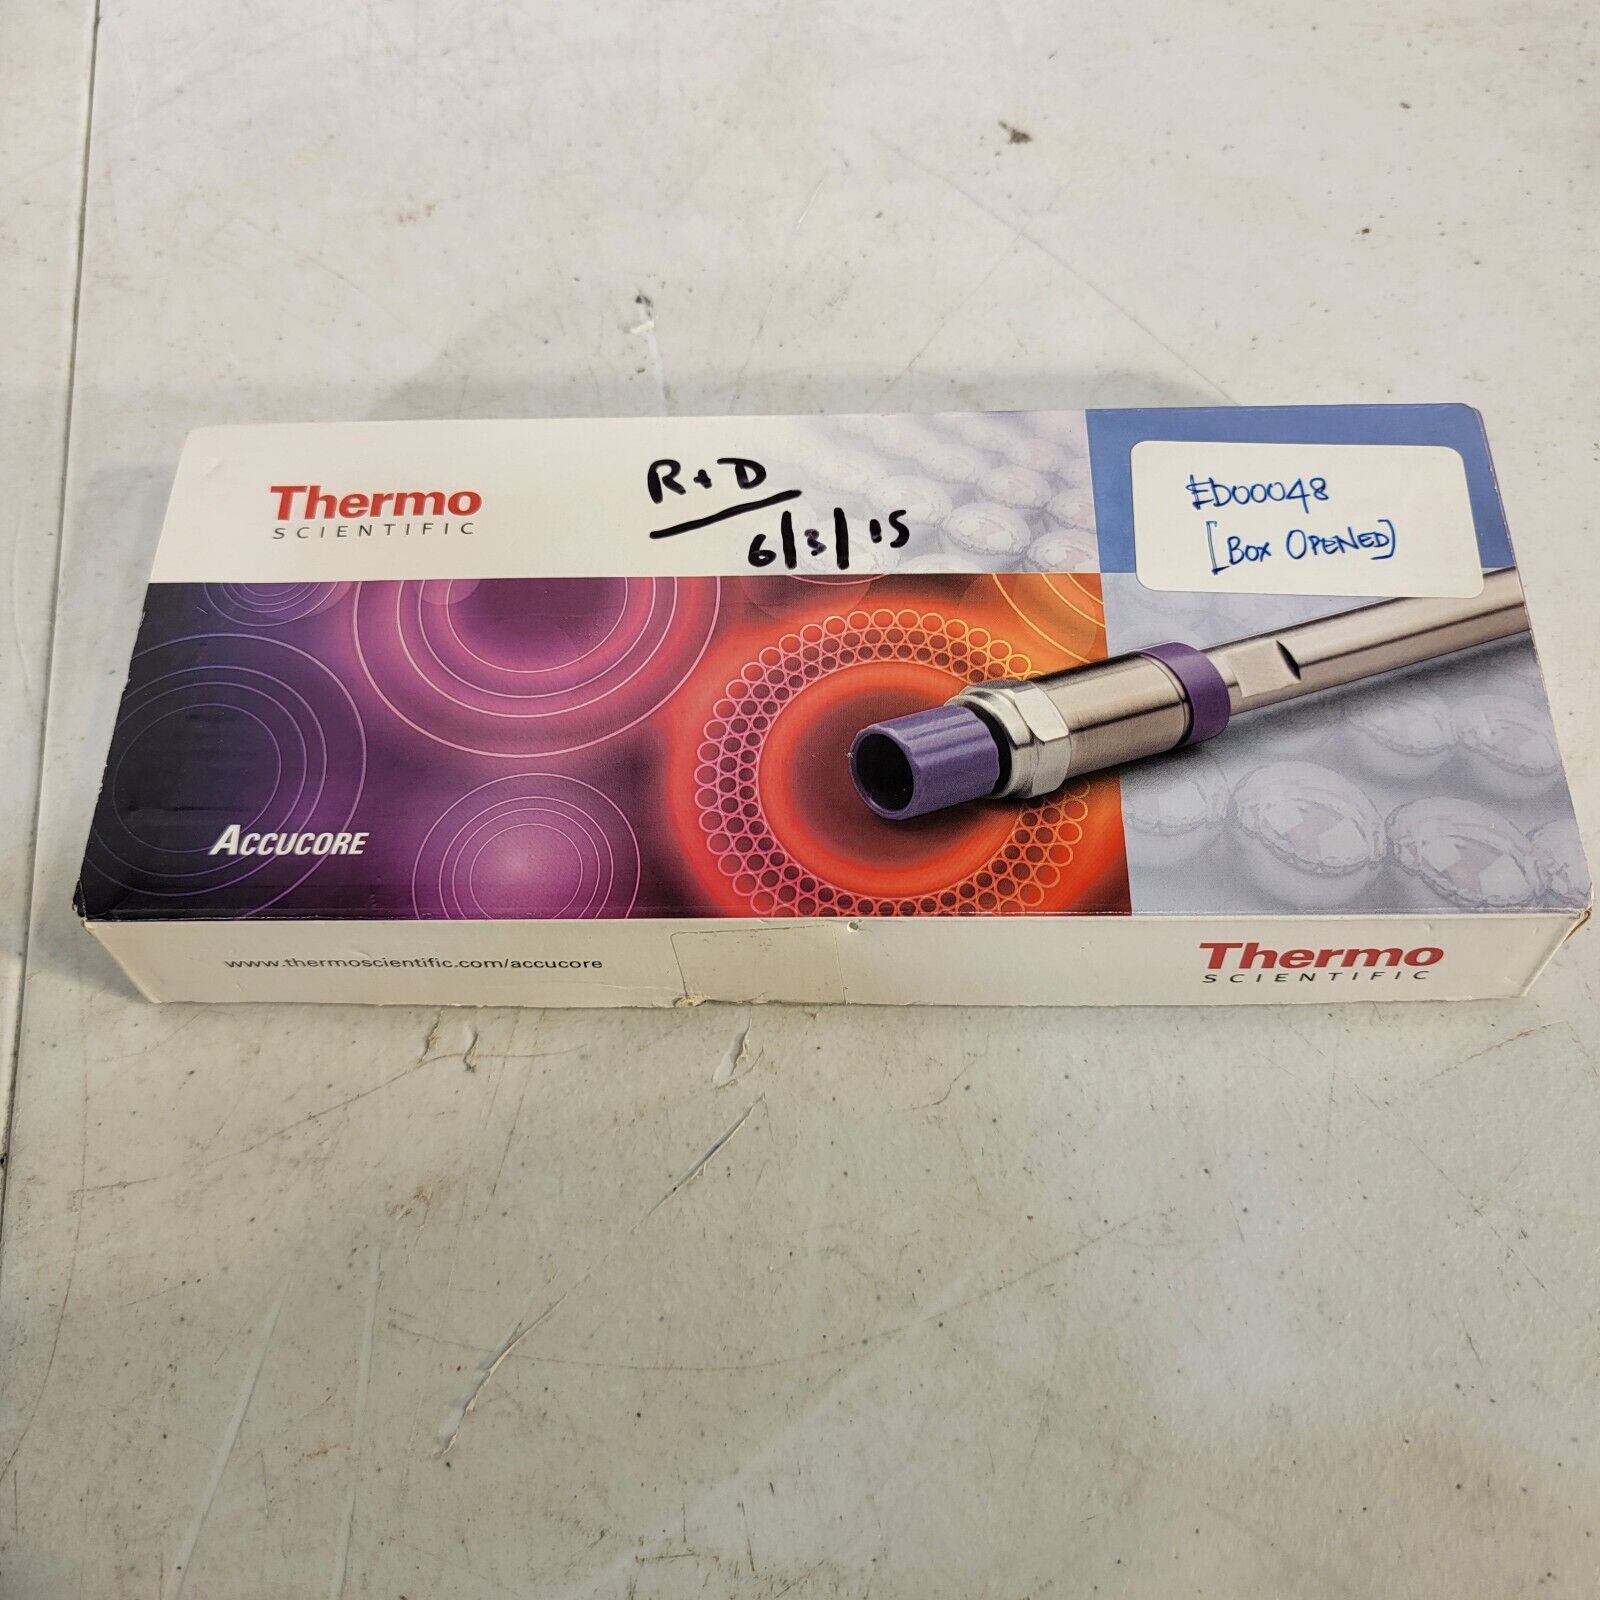 Thermo
SCIENTIFIC
R+D
6/3/15
ED00048
[BOX OPENED]
ACCUCORE
www.thermoscientific.com/accucore
Thermo
SCIENTIFIC